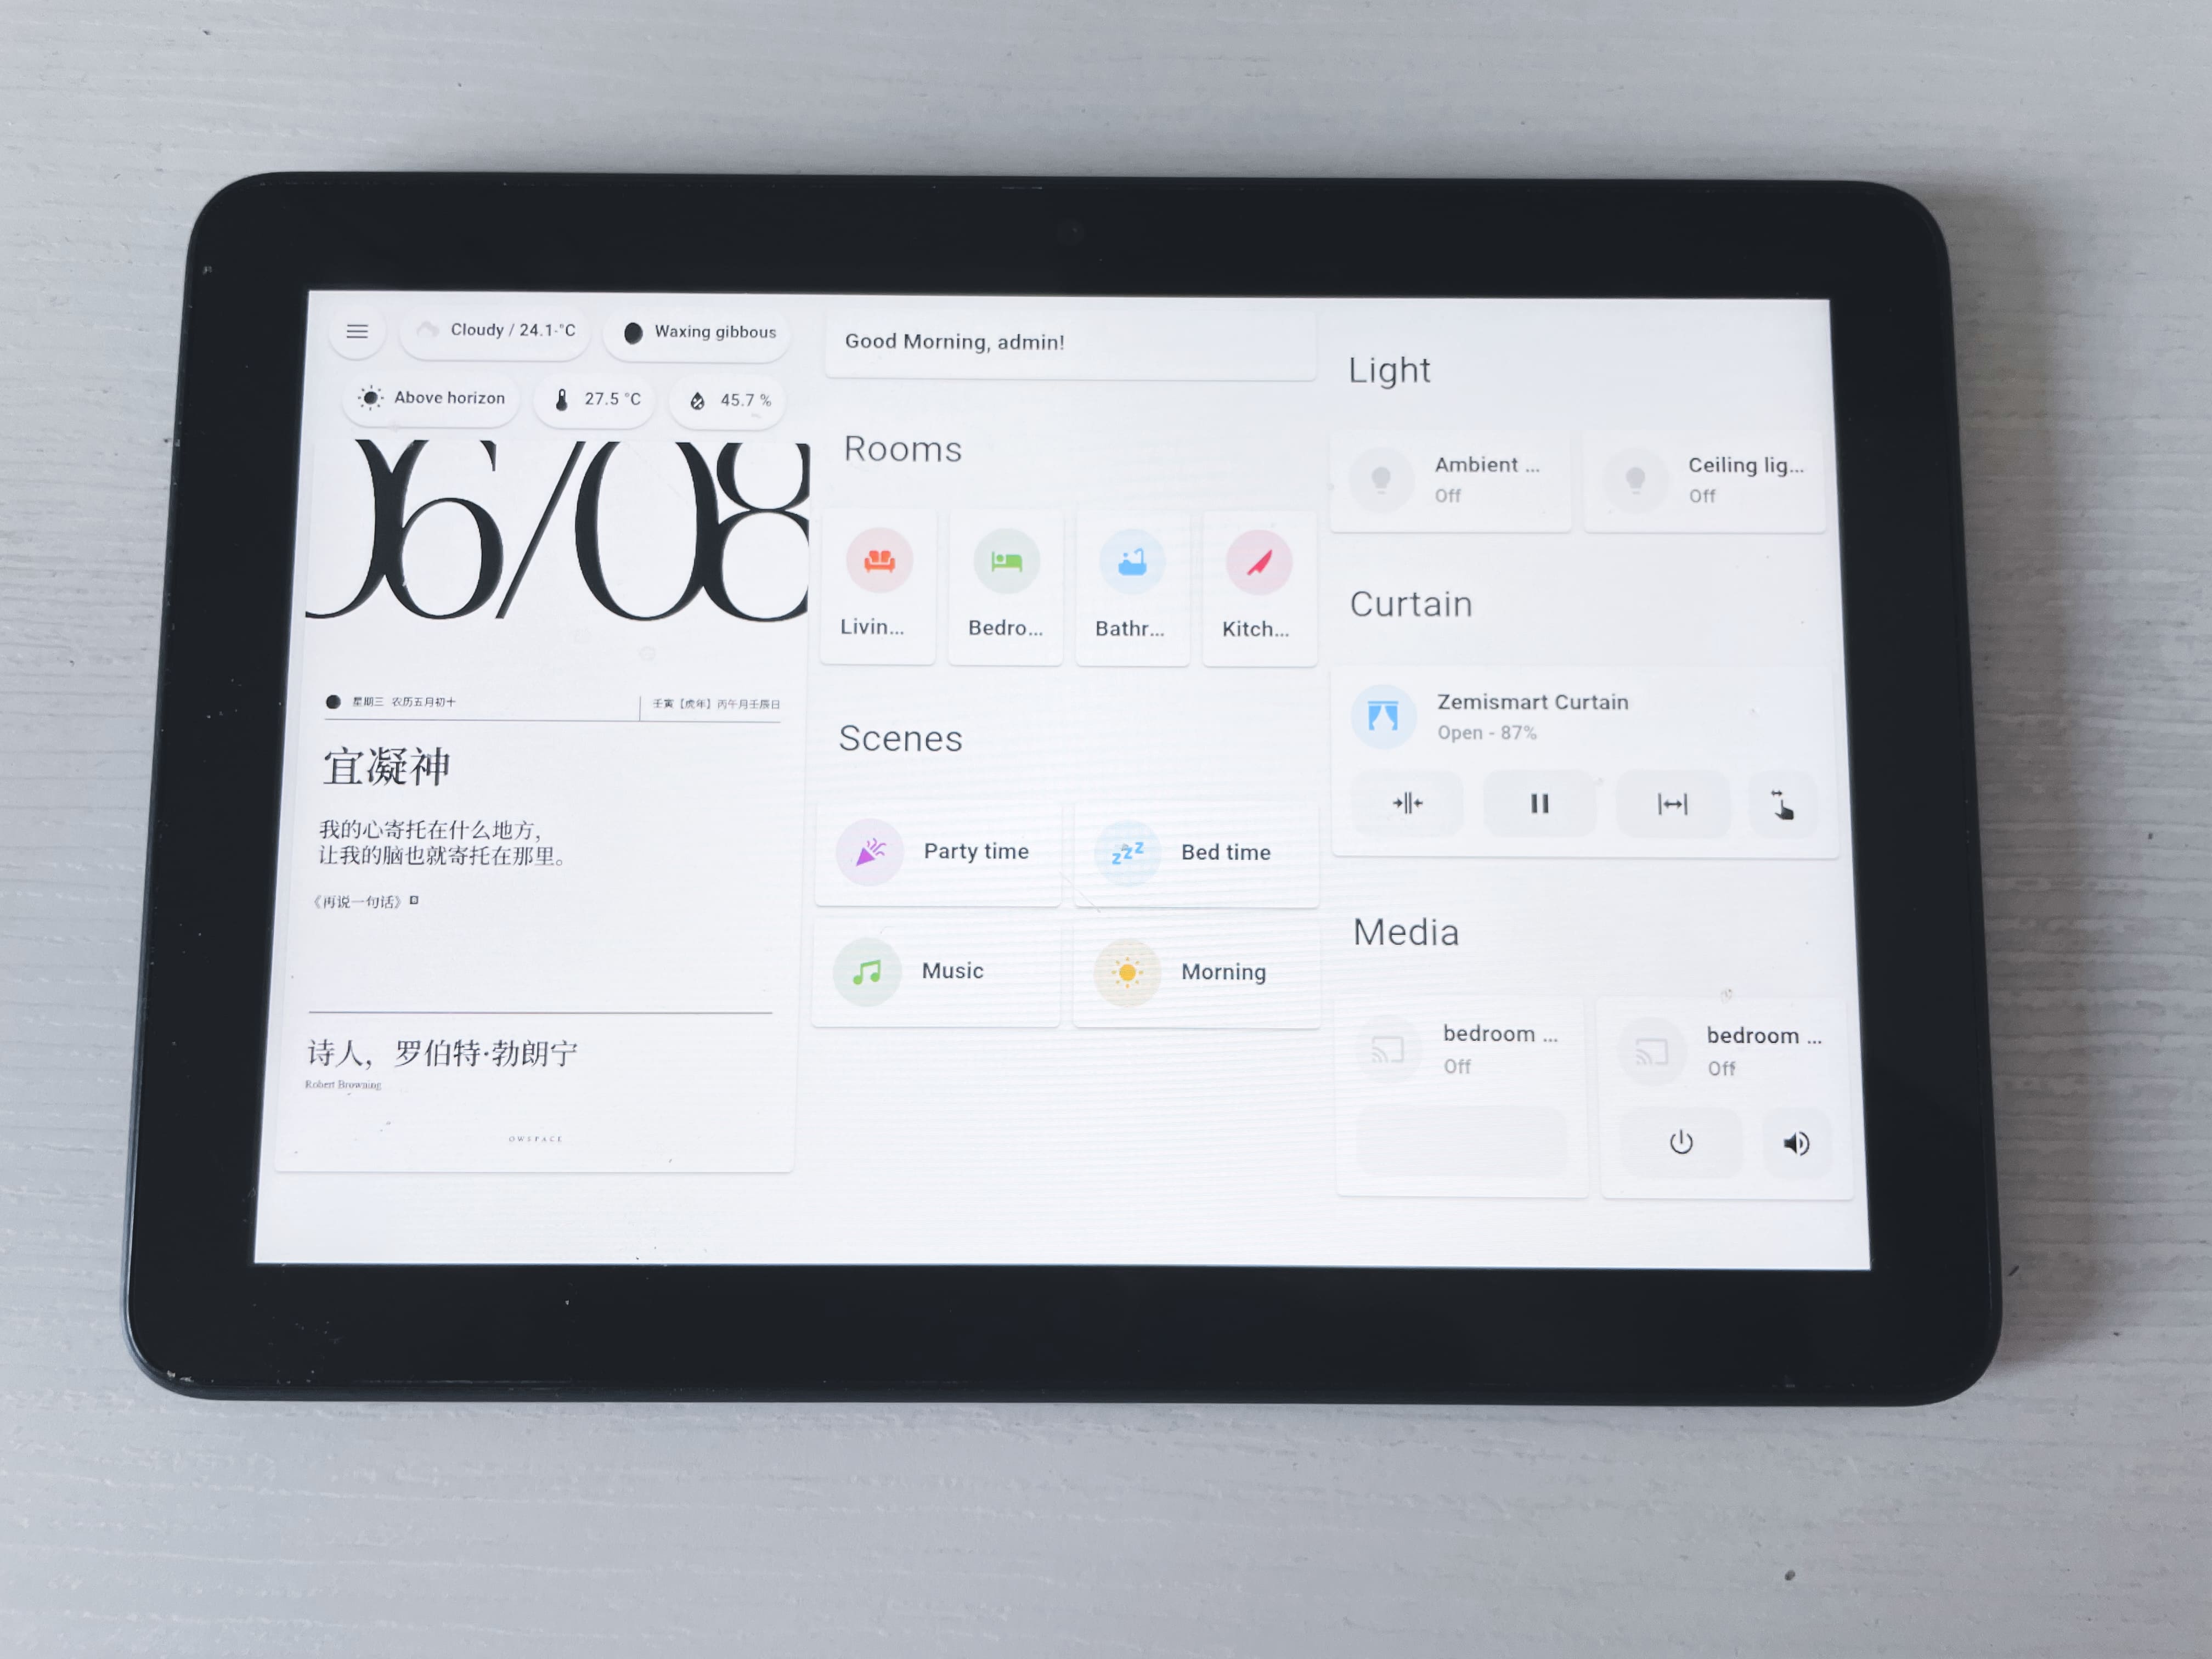 Cloudy / 24.1 °C
Waxing gibbous
Above horizon
27.5 °C
45.7 %
06/08
星期三 农历五月初十
壬寅【虎年】丙午月壬辰日
宜凝神
我的心寄托在什么地方，
让我的脑也就寄托在那里。
《再说一句话》
诗人，罗伯特·勃朗宁
Robert Browning
OWSPACE
Good Morning, admin!
Rooms
Livin...
Bedro...
Bathr...
Kitch...
Scenes
Party time
Bed time
Music
Morning
Light
Ambient ...
Off
Ceiling lig...
Off
Curtain
Zemismart Curtain
Open - 87%
Media
bedroom ...
Off
bedroom ...
Off